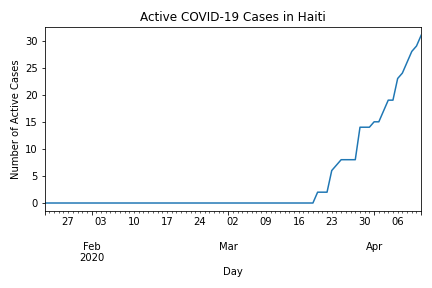 Active COVID-19 Cases in Haiti
Number of Active Cases
30
25
20
15
10
5
0
27 03 10 17 24 02 09 16 23 30 06
Feb Mar Apr
2020
Day